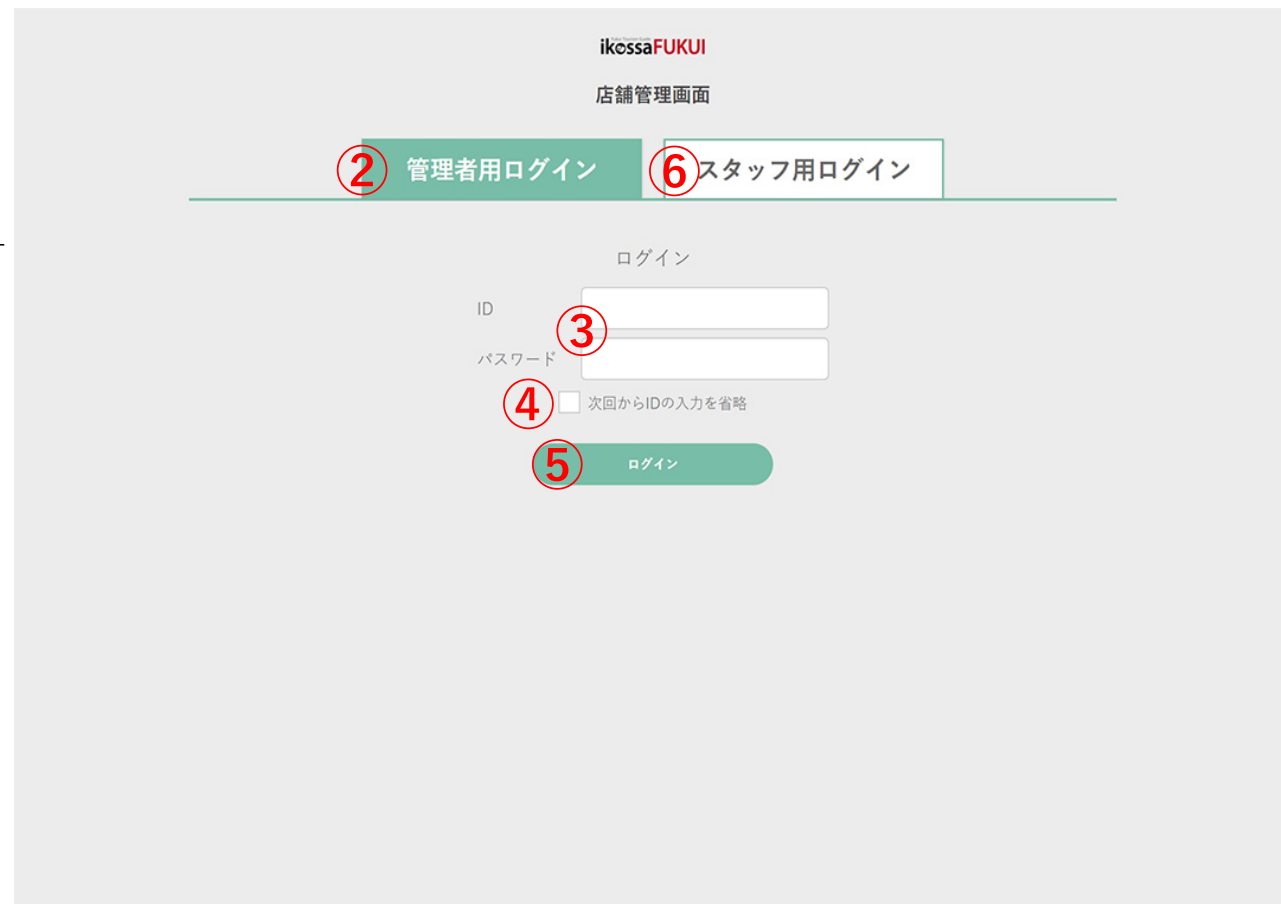 ikossaFUKUI
店舗管理画面
② 管理者用ログイン ⑥ スタッフ用ログイン
ログイン
ID
③
パスワード
④ 次回からIDの入力を省略
⑤ ログイン